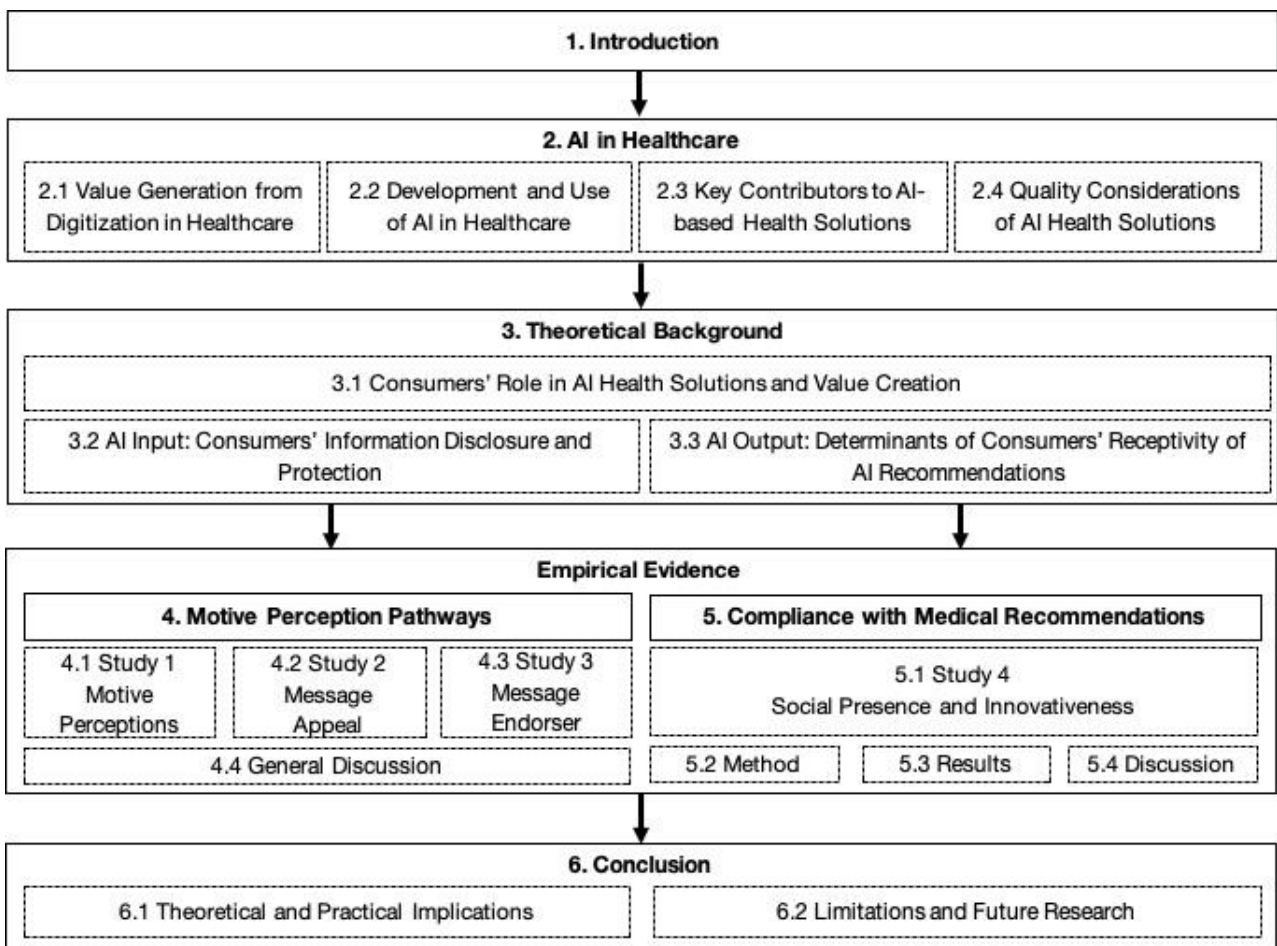 1. Introduction
2. AI in Healthcare
2.1 Value Generation from
Digitization in Healthcare
2.2 Development and Use
of AI in Healthcare
2.3 Key Contributors to AI-
based Health Solutions
2.4 Quality Considerations
of AI Health Solutions
3. Theoretical Background
3.1 Consumers’ Role in AI Health Solutions and Value Creation
3.2 AI Input: Consumers’ Information Disclosure and
Protection
3.3 AI Output: Determinants of Consumers’ Receptivity of
AI Recommendations
Empirical Evidence
4. Motive Perception Pathways
4.1 Study 1
Motive
Perceptions
4.2 Study 2
Message
Appeal
4.3 Study 3
Message
Endorser
4.4 General Discussion
5. Compliance with Medical Recommendations
5.1 Study 4
Social Presence and Innovativeness
5.2 Method
5.3 Results
5.4 Discussion
6. Conclusion
6.1 Theoretical and Practical Implications
6.2 Limitations and Future Research